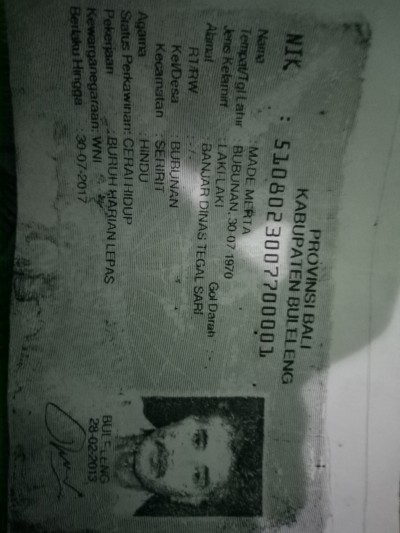 PROVINSI BALI
KABUPATEN BULELENG
NIK : 5108023007700001
Nama : MADE MERTA
Tempat/Tgl Lahir : BUBUNAN, 30-07-1970
Jenis Kelamin : LAKI-LAKI Gol Darah : -
Alamat : BANJAR DINAS TEGAL SARI
RT/RW : - / -
Kel/Desa : BUBUNAN
Kecamatan : SERIRIT
Agama : HINDU
Status Perkawinan: CERAI HIDUP
Pekerjaan : BURUH HARIAN LEPAS
Kewarganegaraan: WNI
Berlaku Hingga : 30-07-2017
BULELENG
28-02-2013